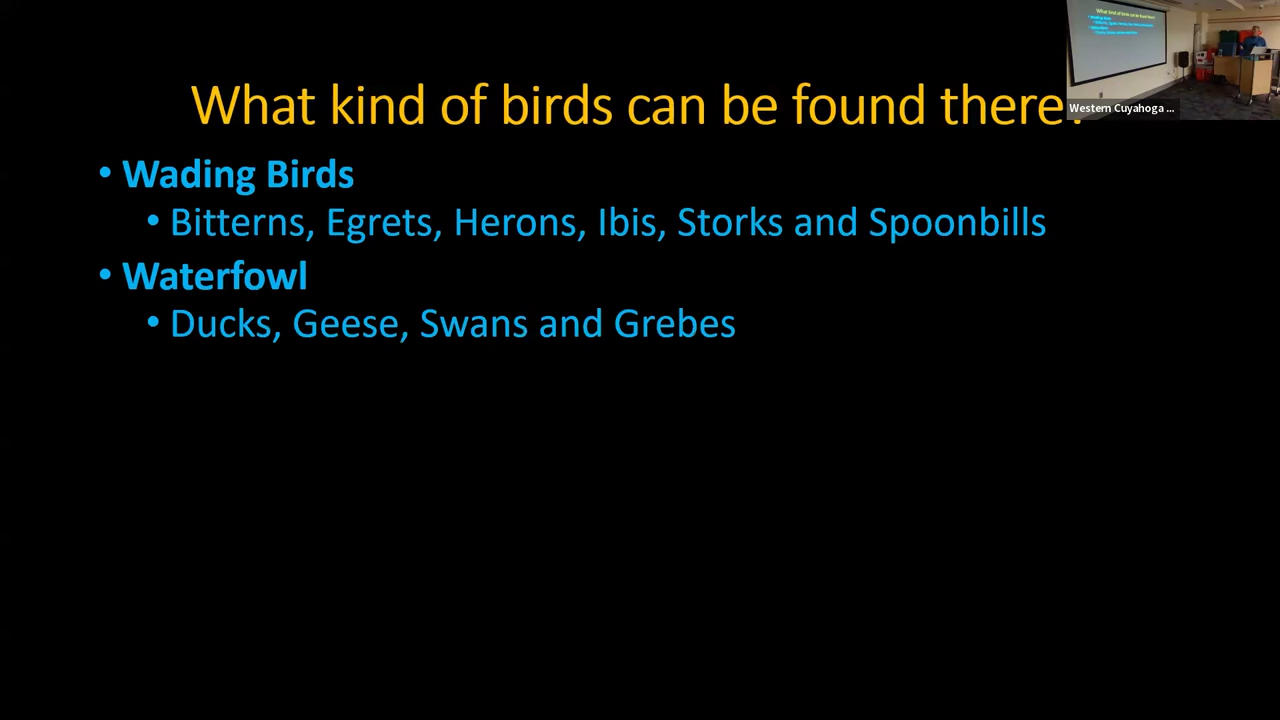 What kind of birds can be found there?
Western Cuyahoga ...
• Wading Birds
• Bitterns, Egrets, Herons, Ibis, Storks and Spoonbills
• Waterfowl
• Ducks, Geese, Swans and Grebes